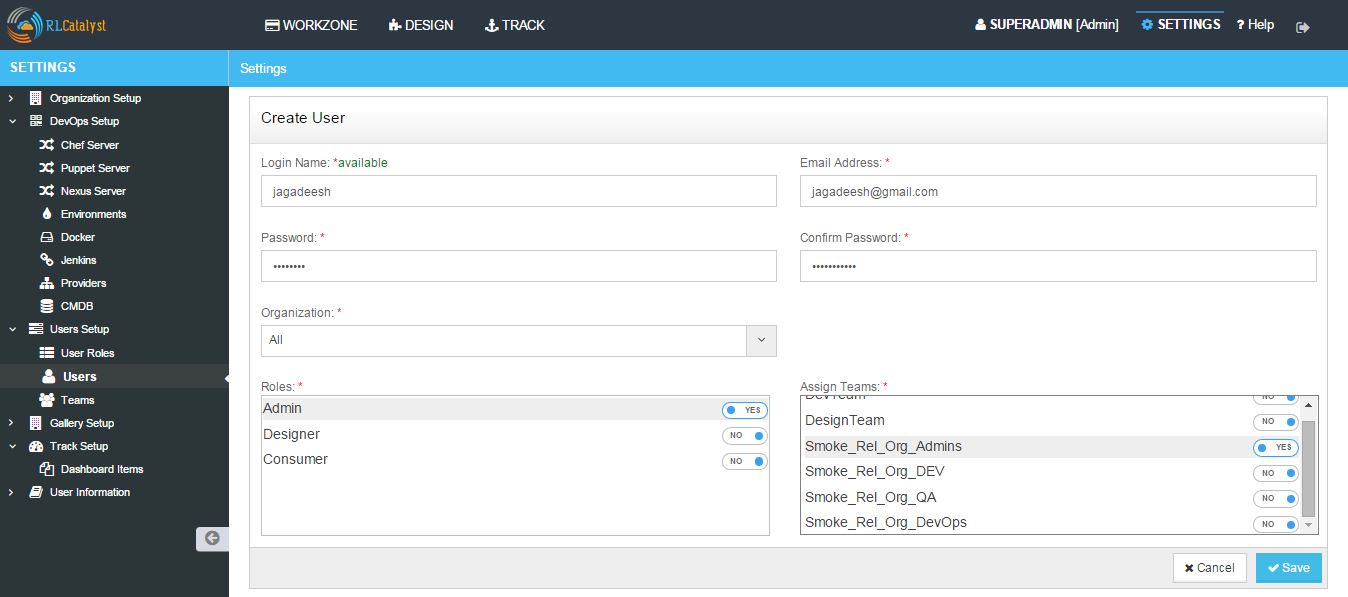 RLCatalyst WORKZONE DESIGN TRACK SUPERADMIN [Admin] SETTINGS ? Help
SETTINGS
Settings
Organization Setup
DevOps Setup
Chef Server
Puppet Server
Nexus Server
Environments
Docker
Jenkins
Providers
CMDB
Users Setup
User Roles
Users
Teams
Gallery Setup
Track Setup
Dashboard Items
User Information
Create User
Login Name: *available
jagadeesh
Email Address: *
jagadeesh@gmail.com
Password: *
••••••••
Confirm Password: *
•••••••••••
Organization: *
All
Roles: *
Admin YES
Designer NO
Consumer NO
Assign Teams: *
DevTeam NO
DesignTeam NO
Smoke_Rel_Org_Admins YES
Smoke_Rel_Org_DEV NO
Smoke_Rel_Org_QA NO
Smoke_Rel_Org_DevOps NO
Cancel Save